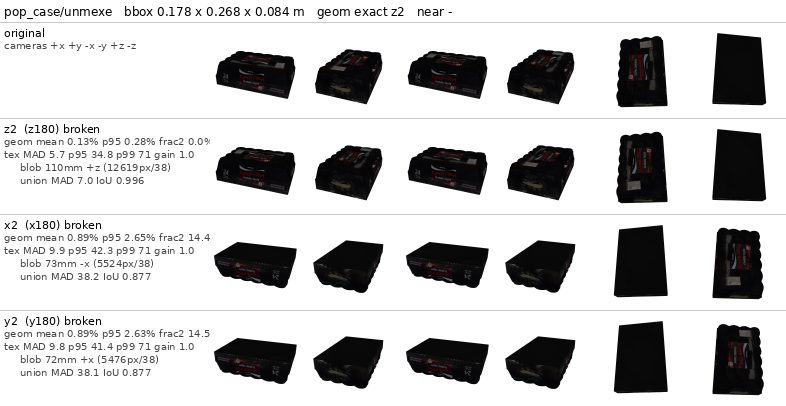 pop_case/unmexe bbox 0.178 x 0.268 x 0.084 m geom exact z2 near -
original
cameras +x +y -x -y +z -z
z2 (z180) broken
geom mean 0.13% p95 0.28% frac2 0.0%
tex MAD 5.7 p95 34.8 p99 71 gain 1.0
blob 110mm +z (12619px/38)
union MAD 7.0 IoU 0.996
x2 (x180) broken
geom mean 0.89% p95 2.65% frac2 14.4
tex MAD 9.9 p95 42.3 p99 71 gain 1.0
blob 73mm -x (5524px/38)
union MAD 38.2 IoU 0.877
y2 (y180) broken
geom mean 0.89% p95 2.63% frac2 14.5
tex MAD 9.8 p95 41.4 p99 71 gain 1.0
blob 72mm +x (5476px/38)
union MAD 38.1 IoU 0.877